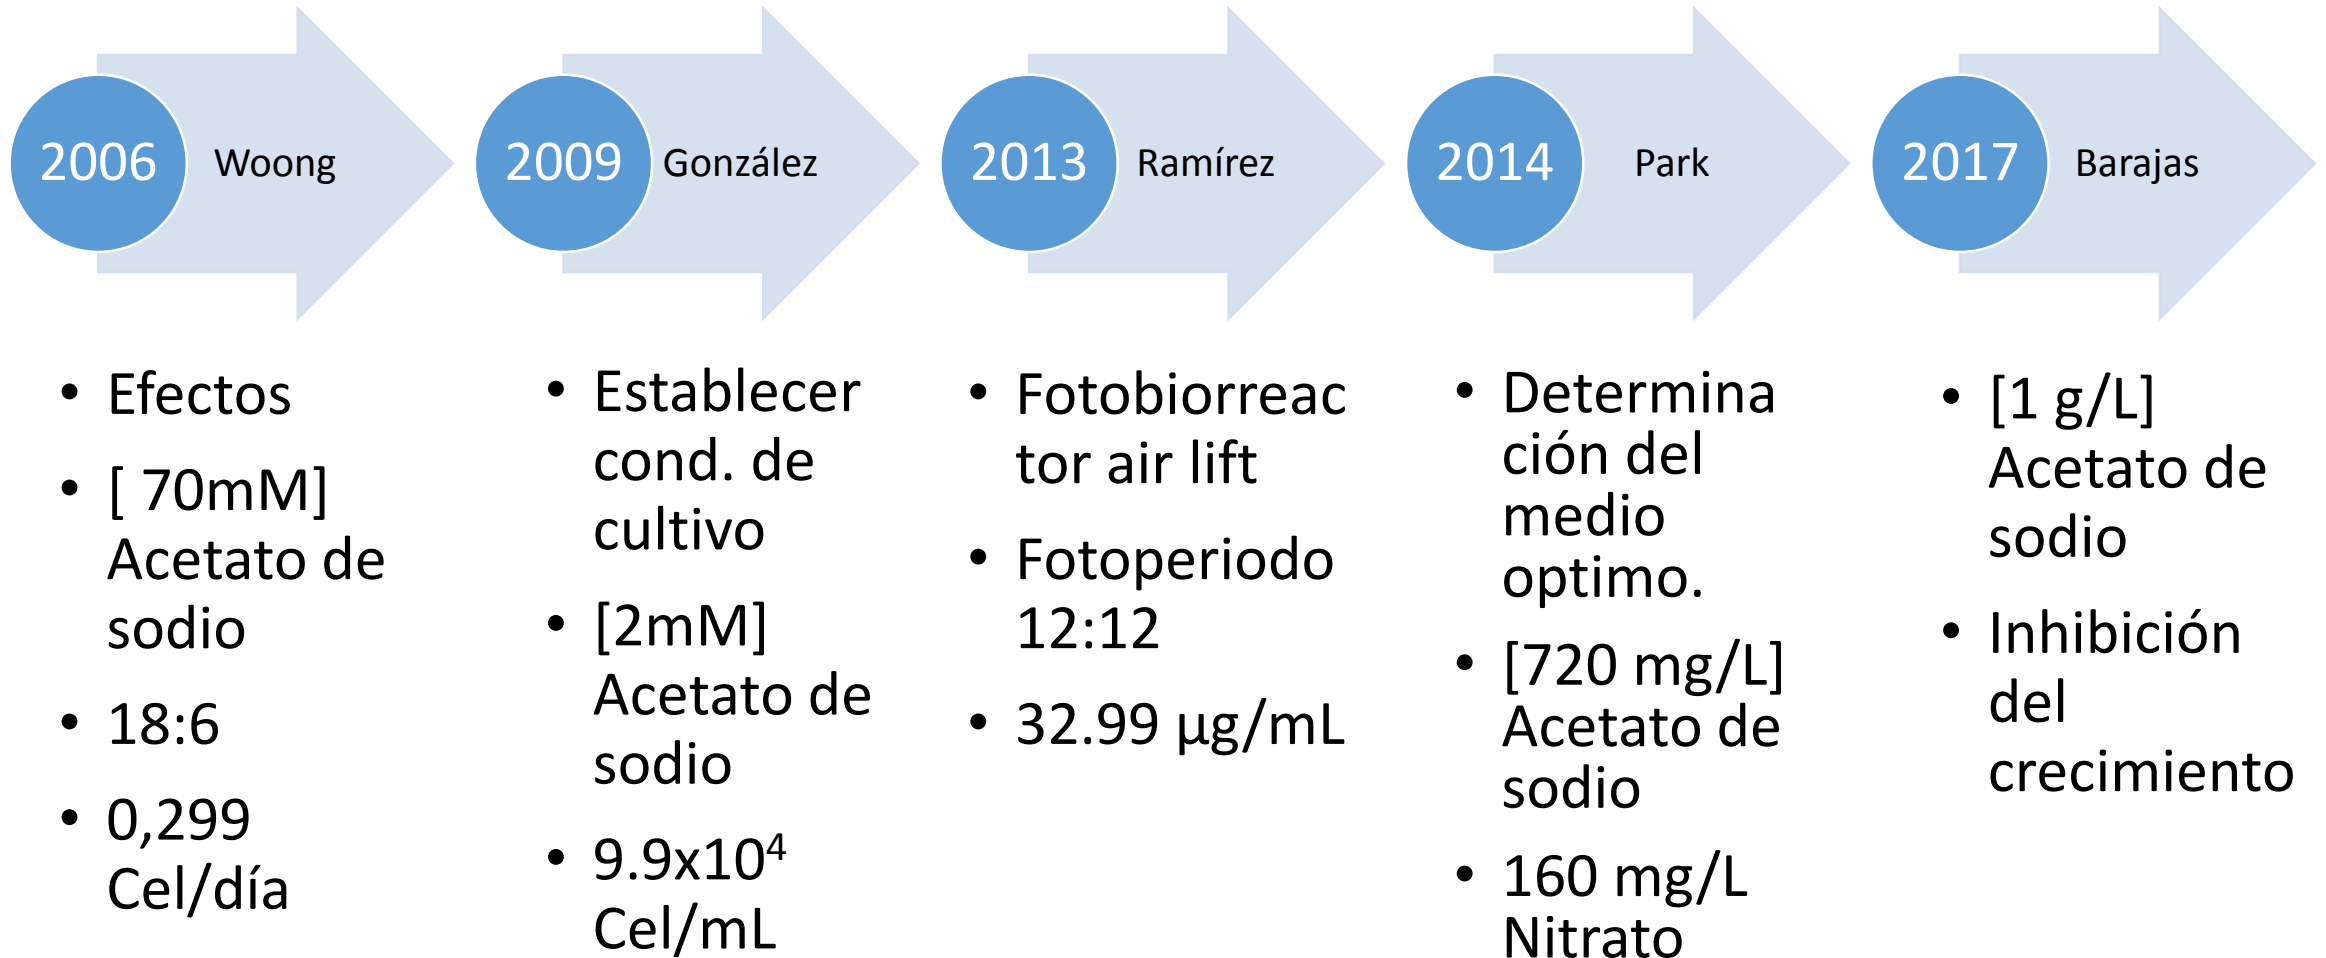 2006
Woong
2009
González
2013
Ramírez
2014
Park
2017
Barajas
• Efectos
• [ 70mM]
Acetato de
sodio
• 18:6
• 0,299
Cel/día
• Establecer
cond. de
cultivo
• [2mM]
Acetato de
sodio
• 9.9x10⁴
Cel/mL
• Fotobiorreac
tor air lift
• Fotoperiodo
12:12
• 32.99 µg/mL
• Determina
ción del
medio
optimo.
• [720 mg/L]
Acetato de
sodio
• 160 mg/L
Nitrato
• [1 g/L]
Acetato de
sodio
• Inhibición
del
crecimiento